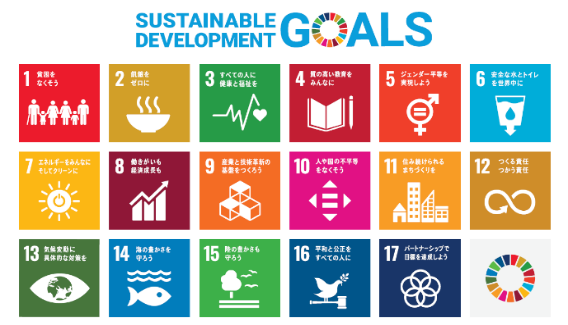 SUSTAINABLE
DEVELOPMENT
GOALS
1 貧困を
なくそう
2 飢餓を
ゼロに
3 すべての人に
健康と福祉を
4 質の高い教育を
みんなに
5 ジェンダー平等を
実現しよう
6 安全な水とトイレ
を世界中に
7 エネルギーをみんなに
そしてクリーンに
8 働きがいも
経済成長も
9 産業と技術革新の
基盤をつくろう
10 人や国の不平等
をなくそう
11 住み続けられる
まちづくりを
12 つくる責任
つかう責任
13 気候変動に
具体的な対策を
14 海の豊かさを
守ろう
15 陸の豊かさも
守ろう
16 平和と公正を
すべての人に
17 パートナーシップで
目標を達成しよう